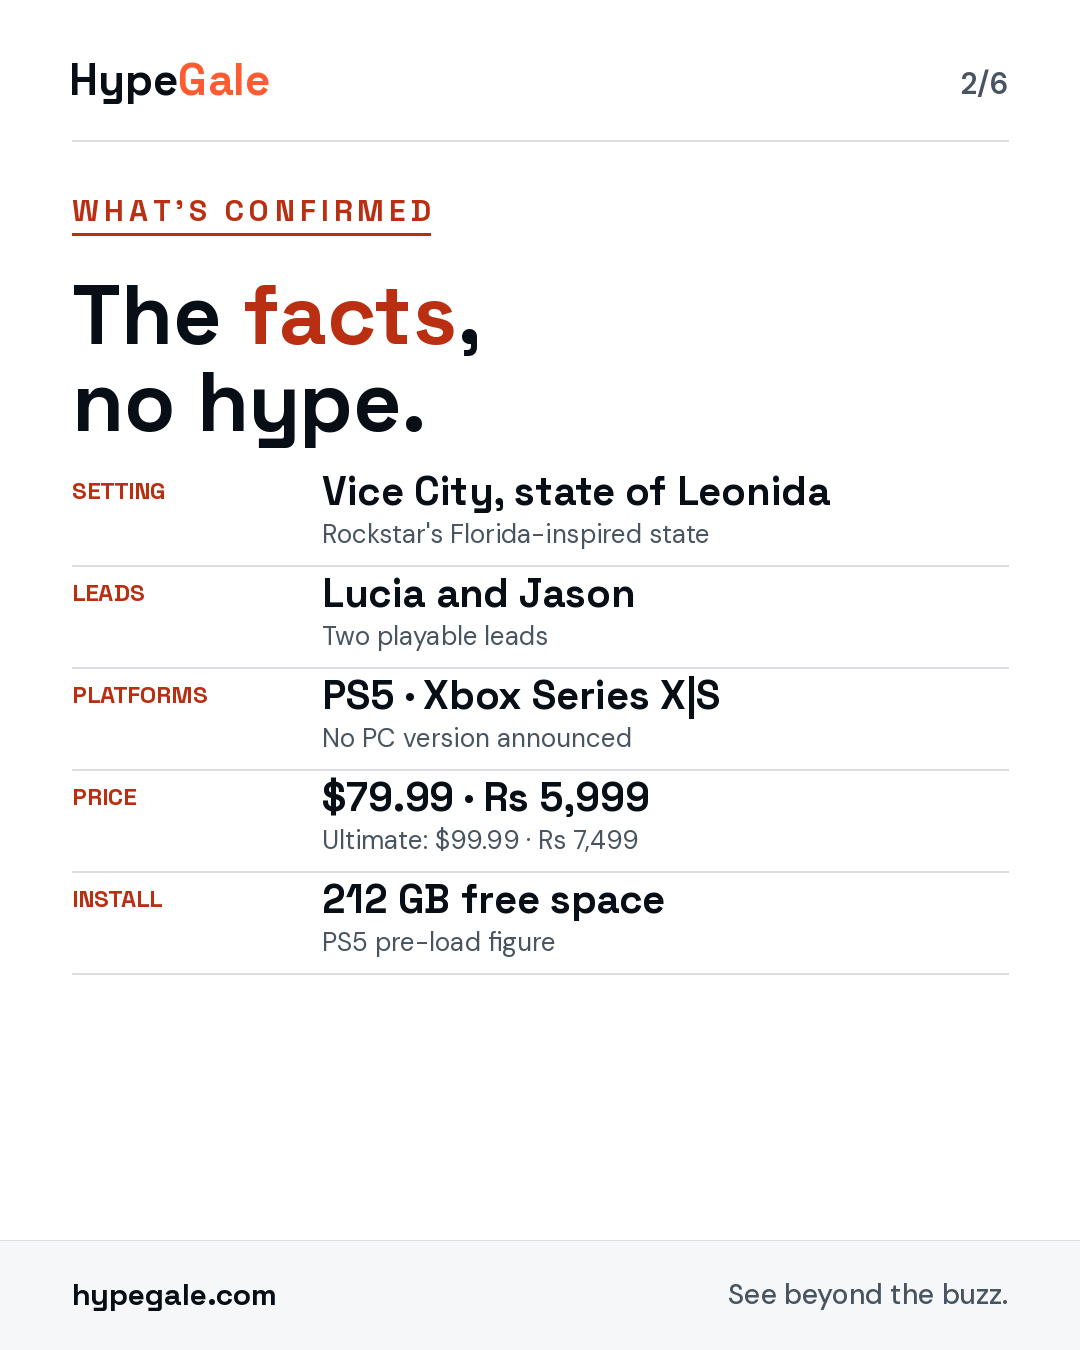 HypeGale
2/6
WHAT'S CONFIRMED
The facts,
no hype.
SETTING
Vice City, state of Leonida
Rockstar's Florida-inspired state
LEADS
Lucia and Jason
Two playable leads
PLATFORMS
PS5 · Xbox Series X|S
No PC version announced
PRICE
$79.99 · Rs 5,999
Ultimate: $99.99 · Rs 7,499
INSTALL
212 GB free space
PS5 pre-load figure
hypegale.com
See beyond the buzz.